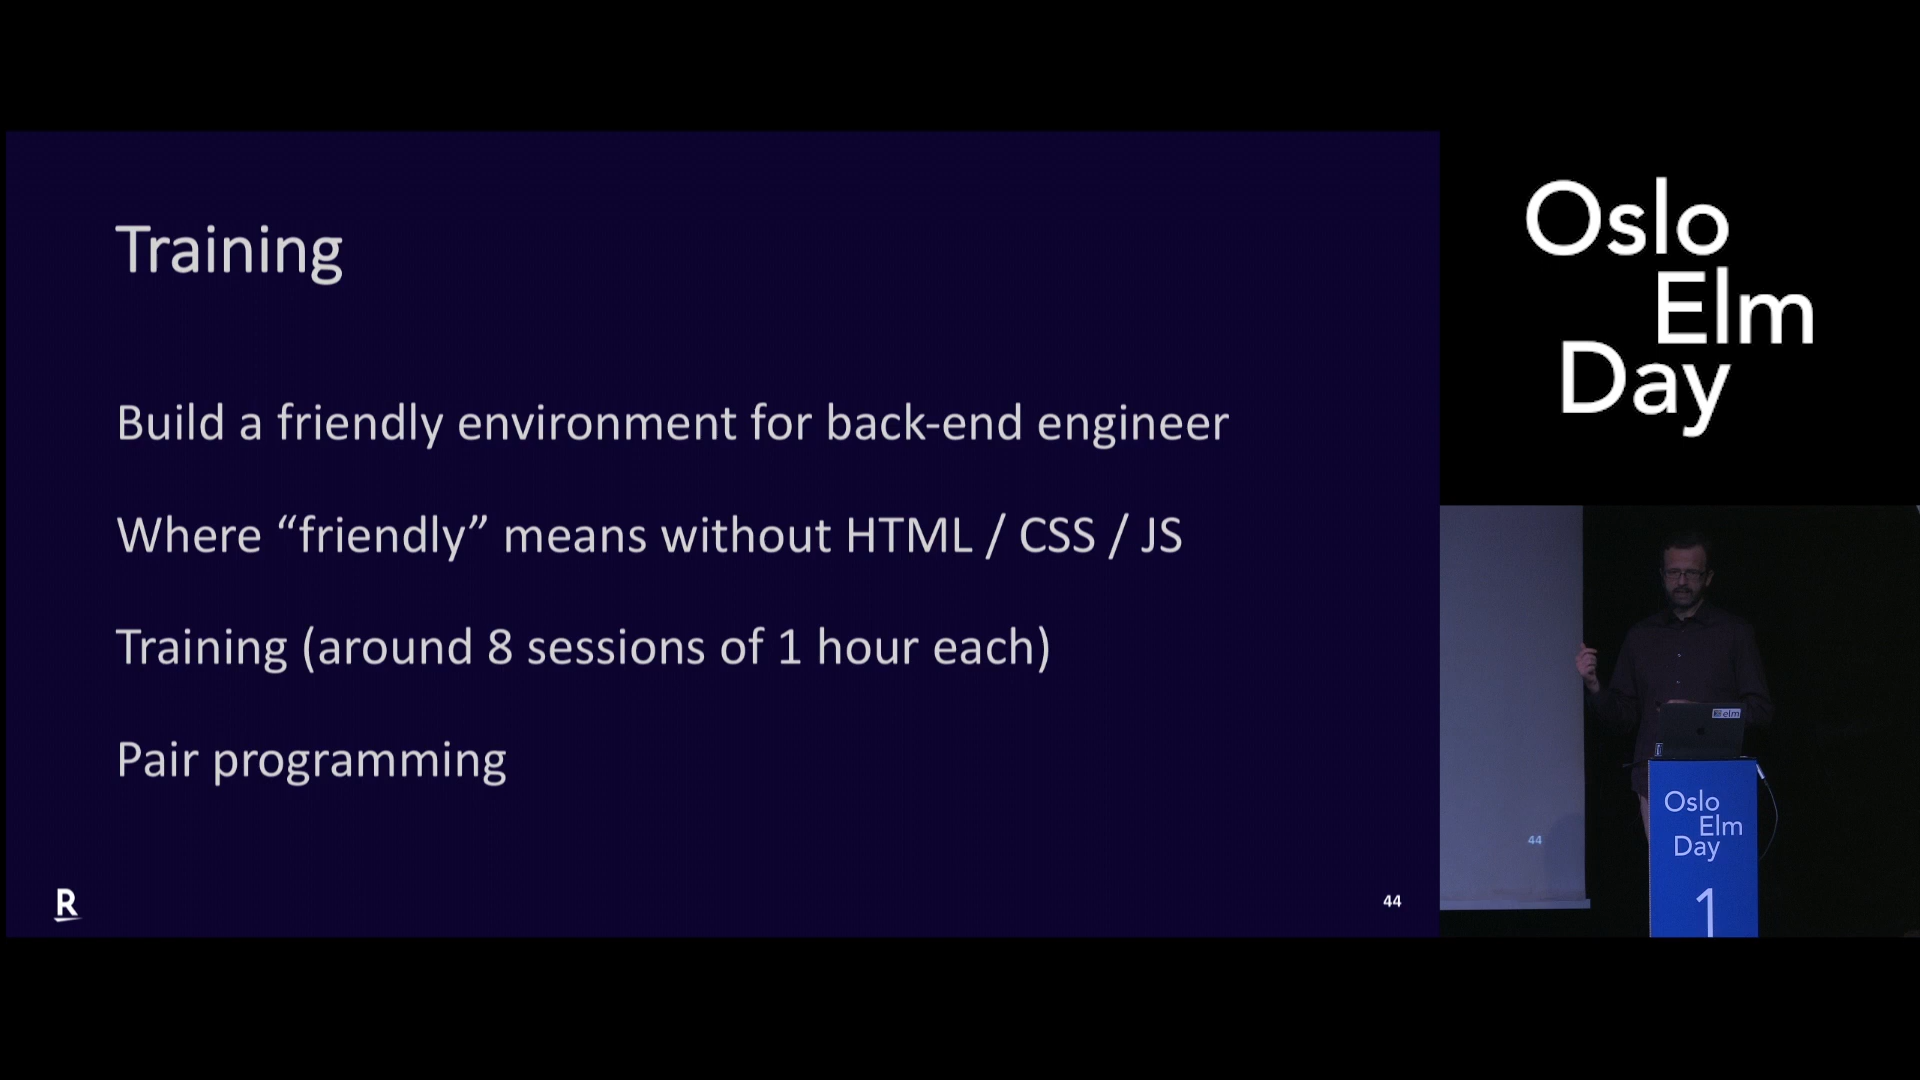 Training
Build a friendly environment for back-end engineer
Where “friendly” means without HTML / CSS / JS
Training (around 8 sessions of 1 hour each)
Pair programming
R
44
Oslo
Elm
Day
elm
44
Oslo
Elm
Day
1